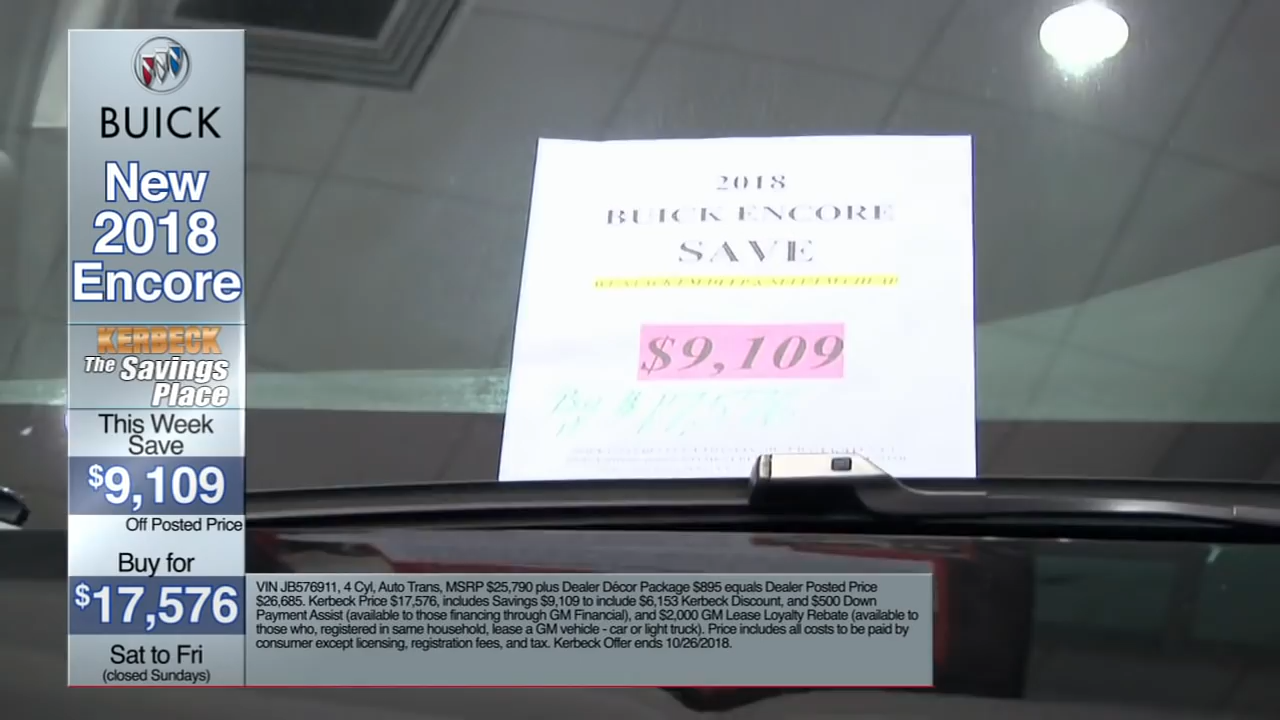 BUICK
New
2018
Encore
KERBECK
The Savings
Place
This Week
Save
$9,109
Off Posted Price
Buy for
$17,576
Sat to Fri
(closed Sundays)
2018
BUICK ENCORE
SAVE
$9,109
VIN JB576911, 4 Cyl, Auto Trans, MSRP $25,790 plus Dealer Décor Package $895 equals Dealer Posted Price
$26,685. Kerbeck Price $17,576, includes Savings $9,109 to include $6,153 Kerbeck Discount, and $500 Down
Payment Assist (available to those financing through GM Financial), and $2,000 GM Lease Loyalty Rebate (available to
those who, registered in same household, lease a GM vehicle - car or light truck). Price includes all costs to be paid by
consumer except licensing, registration fees, and tax. Kerbeck Offer ends 10/26/2018.